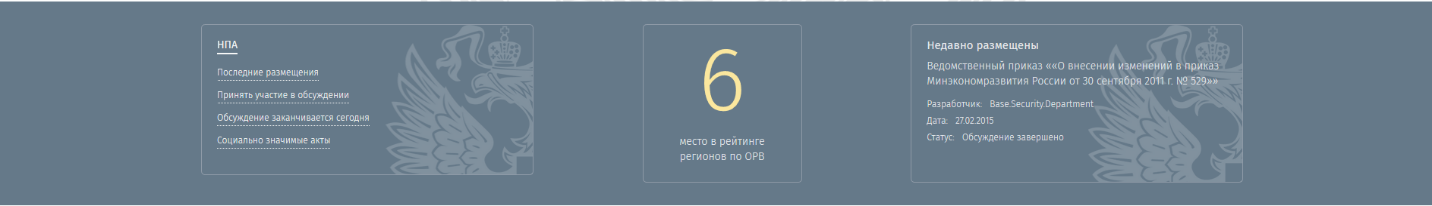 НПА
Последние размещения
Принять участие в обсуждении
Обсуждение заканчивается сегодня
Социально значимые акты
6
место в рейтинге
регионов по ОРВ
Недавно размещены
Ведомственный приказ ««О внесении изменений в приказ
Минэкономразвития России от 30 сентября 2011 г. № 529»»
Разработчик: Base.Security.Department
Дата: 27.02.2015
Статус: Обсуждение завершено